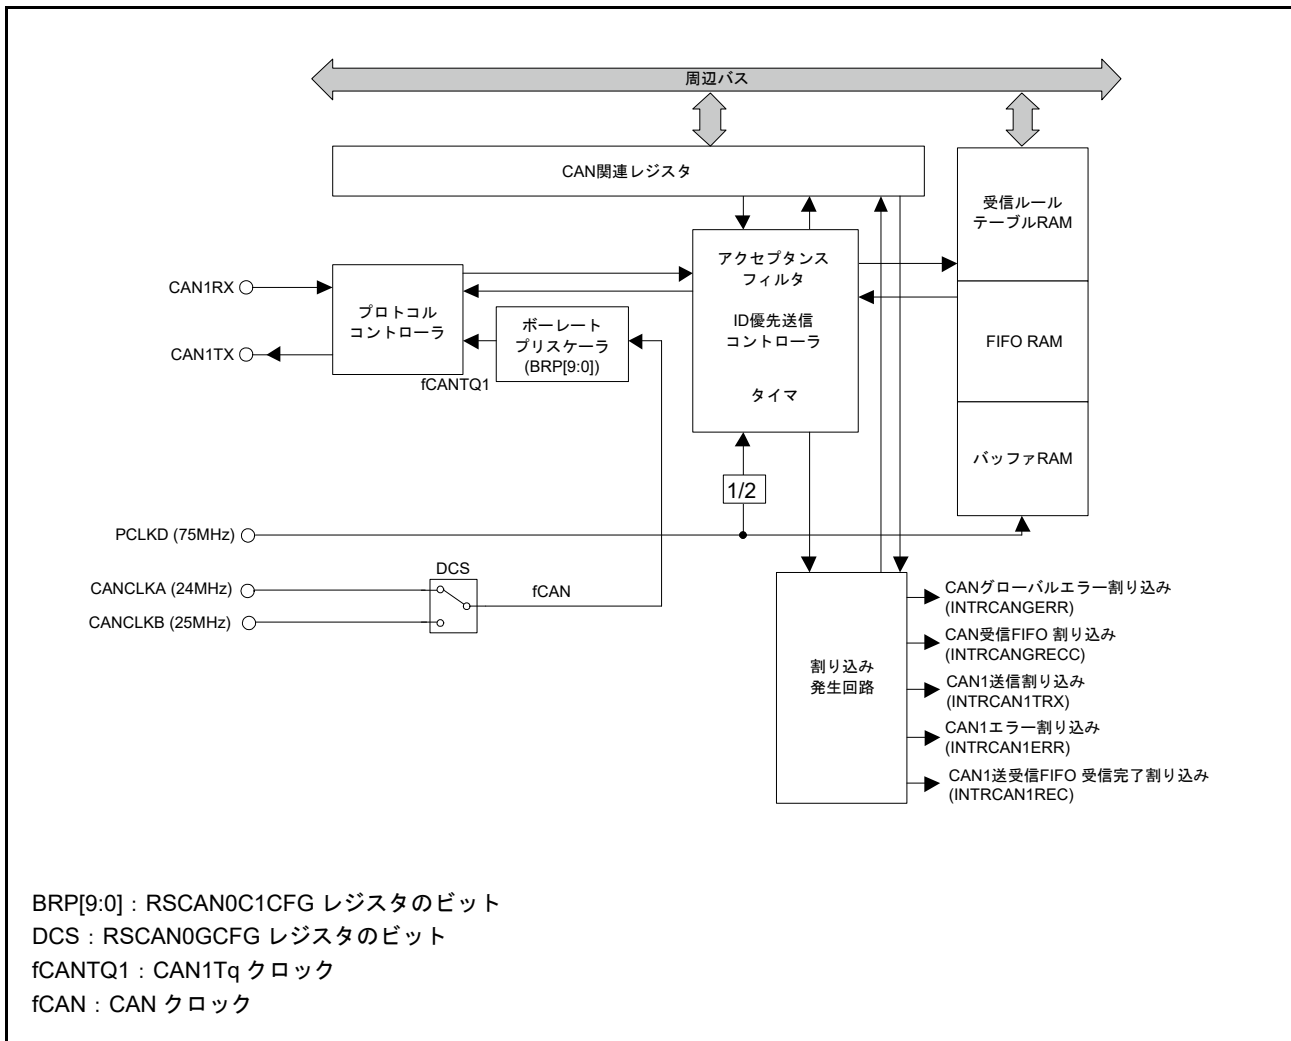 周辺バス
CAN関連レジスタ
受信ルール
テーブルRAM
FIFO RAM
バッファRAM
アクセプタンス
フィルタ
ID優先送信
コントローラ
タイマ
CAN1RX
CAN1TX
プロトコル
コントローラ
ボーレート
プリスケーラ
(BRP[9:0])
fCANTQ1
1/2
PCLKD (75MHz)
CANCLKA (24MHz)
CANCLKB (25MHz)
DCS
fCAN
割り込み
発生回路
CANグローバルエラー割り込み
(INTRCANGERR)
CAN受信FIFO 割り込み
(INTRCANGRECC)
CAN1送信割り込み
(INTRCAN1TRX)
CAN1エラー割り込み
(INTRCAN1ERR)
CAN1送受信FIFO 受信完了割り込み
(INTRCAN1REC)
BRP[9:0]：RSCAN0C1CFG レジスタのビット
DCS：RSCAN0GCFG レジスタのビット
fCANTQ1：CAN1Tq クロック
fCAN：CAN クロック